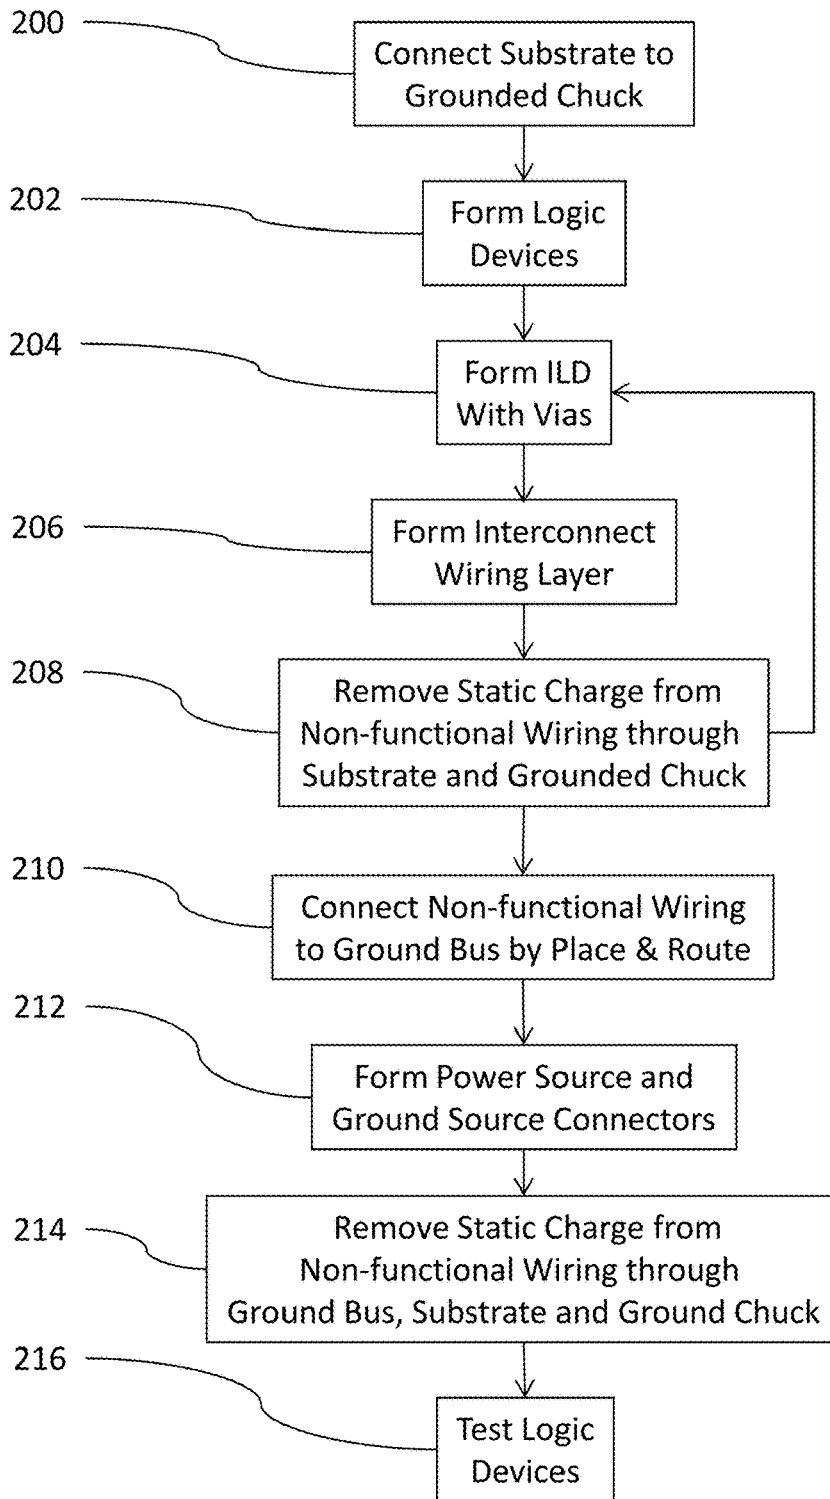 200
Connect Substrate to
Grounded Chuck
202
Form Logic
Devices
204
Form ILD
With Vias
206
Form Interconnect
Wiring Layer
208
Remove Static Charge from
Non-functional Wiring through
Substrate and Grounded Chuck
210
Connect Non-functional Wiring
to Ground Bus by Place & Route
212
Form Power Source and
Ground Source Connectors
214
Remove Static Charge from
Non-functional Wiring through
Ground Bus, Substrate and Ground Chuck
216
Test Logic
Devices